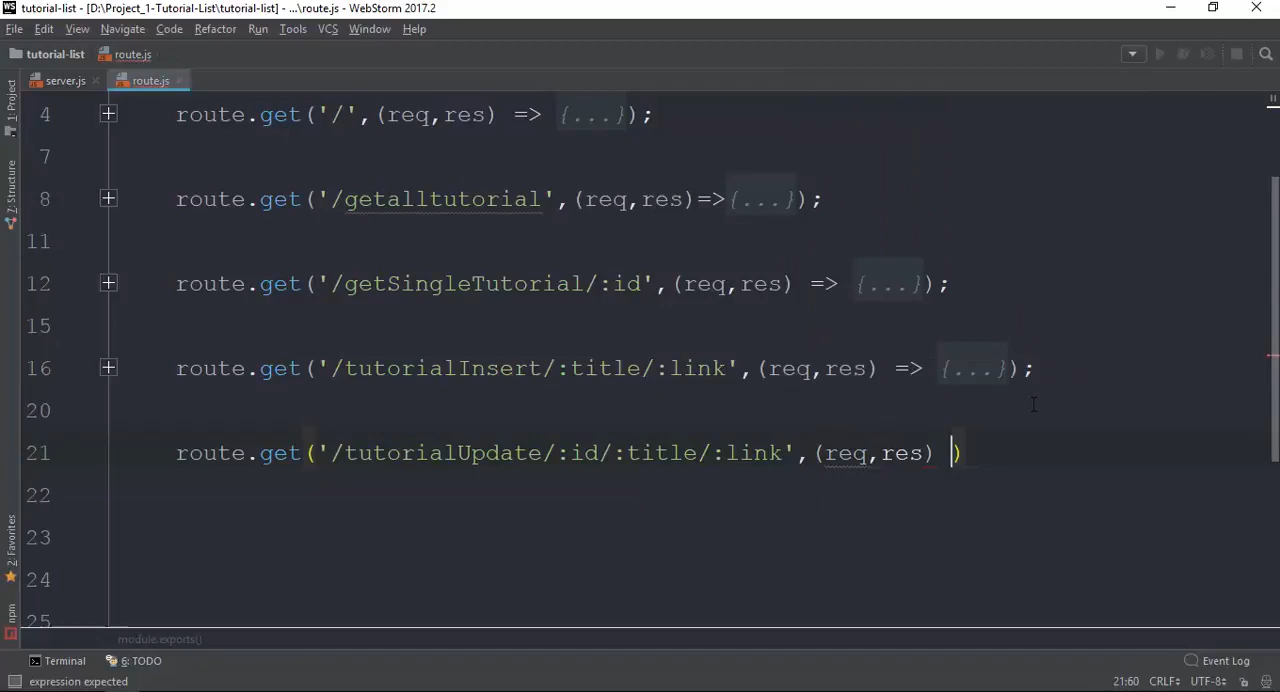 WS tutorial-list - [D:\Project_1-Tutorial-List\tutorial-list] - ...\route.js - WebStorm 2017.2
File Edit View Navigate Code Refactor Run Tools VCS Window Help
tutorial-list route.js
server.js route.js
1: Project
7: Structure
2: Favorites
npm
4 route.get('/',(req,res) => {...});
7
8 route.get('/getalltutorial',(req,res)=>{...});
11
12 route.get('/getSingleTutorial/:id',(req,res) => {...});
15
16 route.get('/tutorialInsert/:title/:link',(req,res) => {...});
20
21 route.get('/tutorialUpdate/:id/:title/:link',(req,res) )
22
23
24
25
module.exports()
Terminal 6: TODO Event Log
expression expected 21:60 CRLF UTF-8